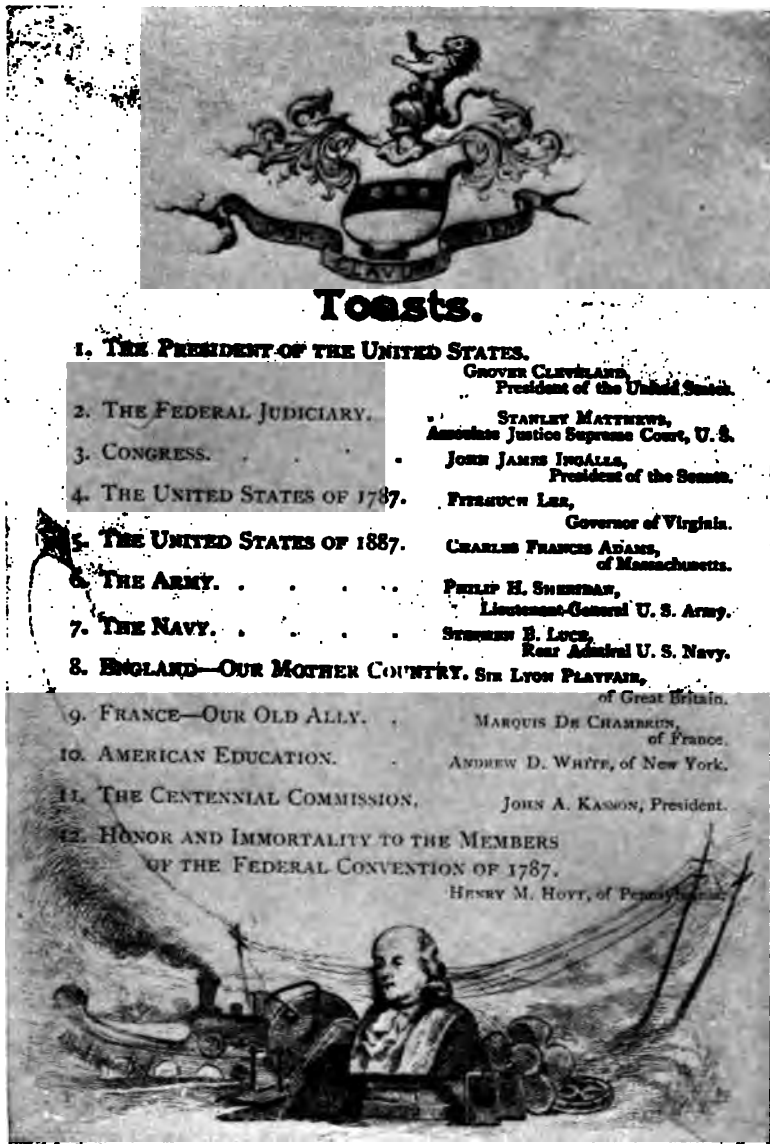 CLAVUM
Toasts.
1. THE PRESIDENT OF THE UNITED STATES.
GROVER CLEVELAND,
President of the United States.
2. THE FEDERAL JUDICIARY.
STANLEY MATTHEWS,
Associate Justice Supreme Court, U. S.
3. CONGRESS. . . . . JOHN JAMES INGALLS,
President of the Senate.
4. THE UNITED STATES OF 1787. FITZHUGH LEE,
Governor of Virginia.
5. THE UNITED STATES OF 1887. CHARLES FRANCIS ADAMS,
of Massachusetts.
6. THE ARMY. . . . . PHILIP H. SHERIDAN,
Lieutenant-General U. S. Army.
7. THE NAVY. . . . . STEPHEN B. LUCE,
Rear Admiral U. S. Navy.
8. ENGLAND—OUR MOTHER COUNTRY. SIR LYON PLAYFAIR,
of Great Britain.
9. FRANCE—OUR OLD ALLY. . MARQUIS DE CHAMBRUN,
of France.
10. AMERICAN EDUCATION. . ANDREW D. WHITE, of New York.
11. THE CENTENNIAL COMMISSION. JOHN A. KASSON, President.
12. HONOR AND IMMORTALITY TO THE MEMBERS
OF THE FEDERAL CONVENTION OF 1787.
HENRY M. HOYT, of Pennsylvania.